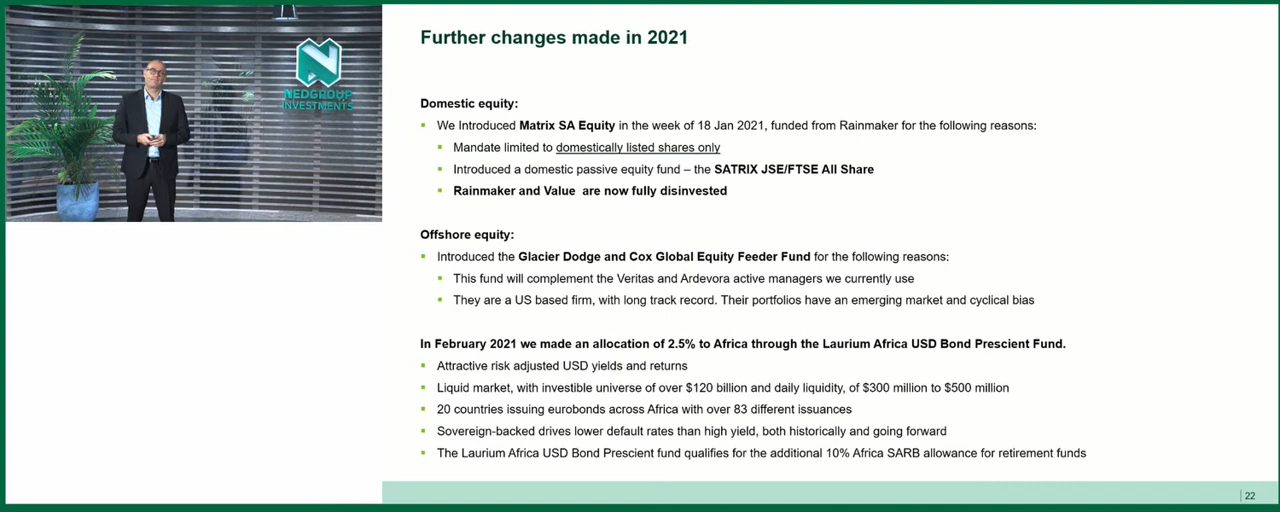 NEDGROUP
INVESTMENTS
Further changes made in 2021
Domestic equity:
We Introduced Matrix SA Equity in the week of 18 Jan 2021, funded from Rainmaker for the following reasons:
Mandate limited to domestically listed shares only
Introduced a domestic passive equity fund – the SATRIX JSE/FTSE All Share
Rainmaker and Value are now fully disinvested
Offshore equity:
Introduced the Glacier Dodge and Cox Global Equity Feeder Fund for the following reasons:
This fund will complement the Veritas and Ardevora active managers we currently use
They are a US based firm, with long track record. Their portfolios have an emerging market and cyclical bias
In February 2021 we made an allocation of 2.5% to Africa through the Laurium Africa USD Bond Prescient Fund.
Attractive risk adjusted USD yields and returns
Liquid market, with investible universe of over $120 billion and daily liquidity, of $300 million to $500 million
20 countries issuing eurobonds across Africa with over 83 different issuances
Sovereign-backed drives lower default rates than high yield, both historically and going forward
The Laurium Africa USD Bond Prescient fund qualifies for the additional 10% Africa SARB allowance for retirement funds
22